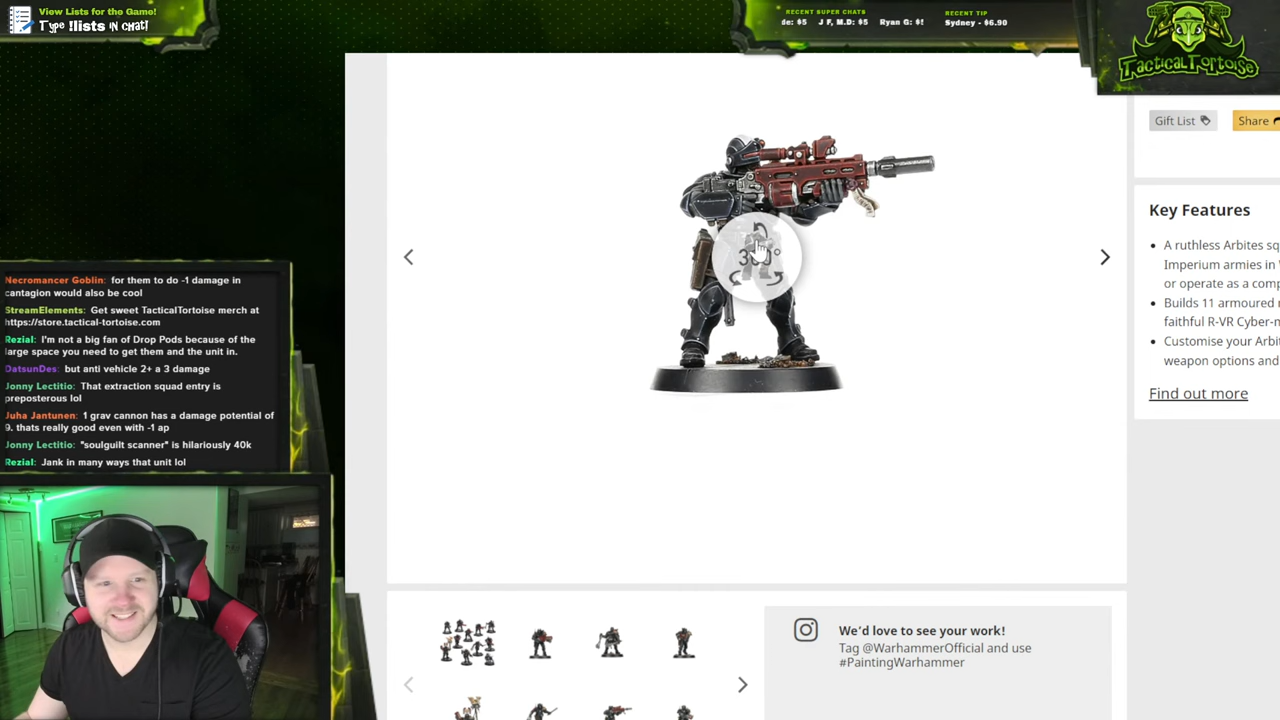 View Lists for the Game!
Type !lists in chat!
RECENT SUPER CHATS
de: $5 J F, M.D: $5 Ryan G: $!
RECENT TIP
Sydney - $6.90
TacticalTortoise
Gift List
Share
Key Features
A ruthless Arbites sq
Imperium armies in
or operate as a comp
Builds 11 armoured
faithful R-VR Cyber-m
Customise your Arbit
weapon options and
Find out more
360°
Necromancer Goblin: for them to do -1 damage in
cantagion would also be cool
StreamElements: Get sweet TacticalTortoise merch at
https://store.tactical-tortoise.com
Rezial: I'm not a big fan of Drop Pods because of the
large space you need to get them and the unit in.
DatsunDes: but anti vehicle 2+ a 3 damage
Jonny Lectitio: That extraction squad entry is
preposterous lol
Juha Jantunen: 1 grav cannon has a damage potential of
9. thats really good even with -1 ap
Jonny Lectitio: "soulguilt scanner" is hilariously 40k
Rezial: Jank in many ways that unit lol
We'd love to see your work!
Tag @WarhammerOfficial and use
#PaintingWarhammer